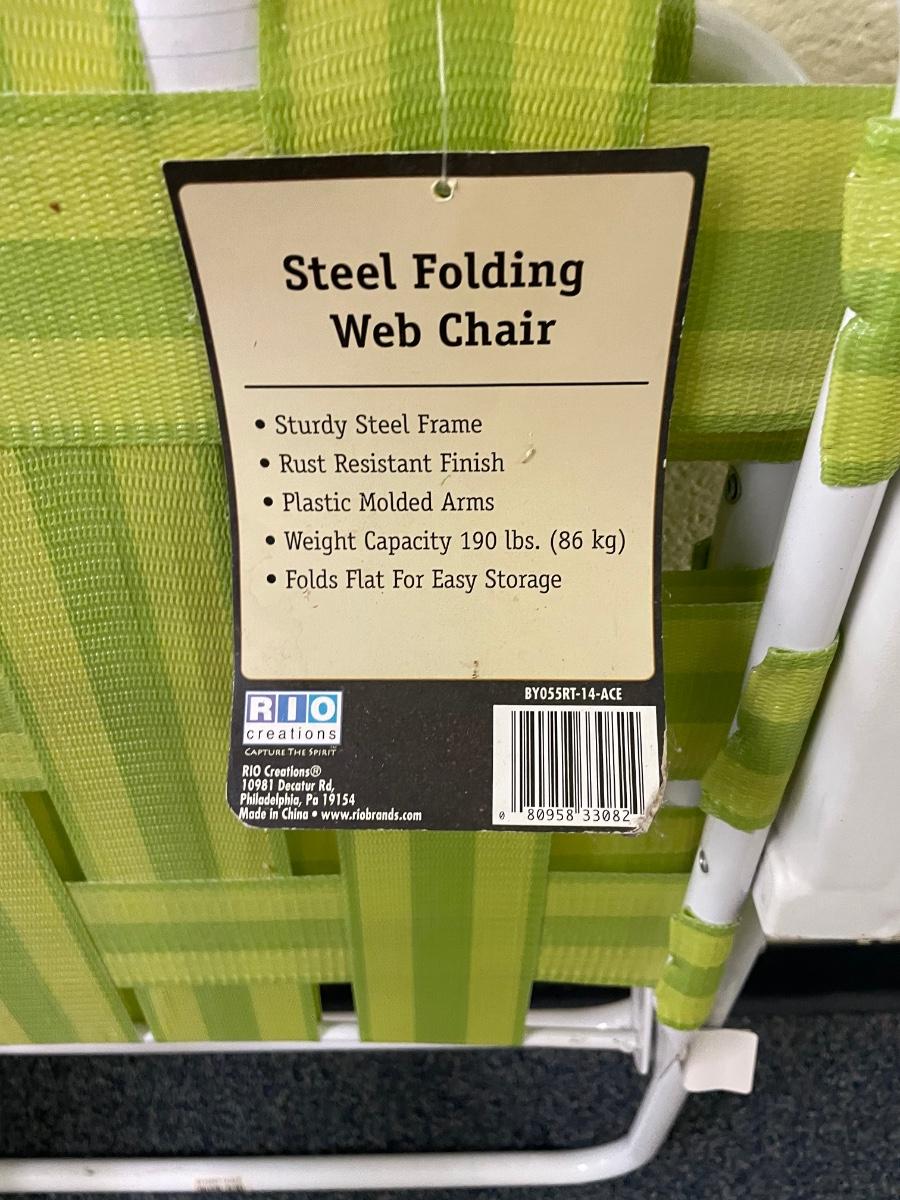 Steel Folding
Web Chair
• Sturdy Steel Frame
• Rust Resistant Finish
• Plastic Molded Arms
• Weight Capacity 190 lbs. (86 kg)
• Folds Flat For Easy Storage
RIO
creations
CAPTURE THE SPIRIT™
RIO Creations®
10981 Decatur Rd,
Philadelphia, Pa 19154
Made in China • www.riobrands.com
BY055RT-14-ACE
0 80958 33082